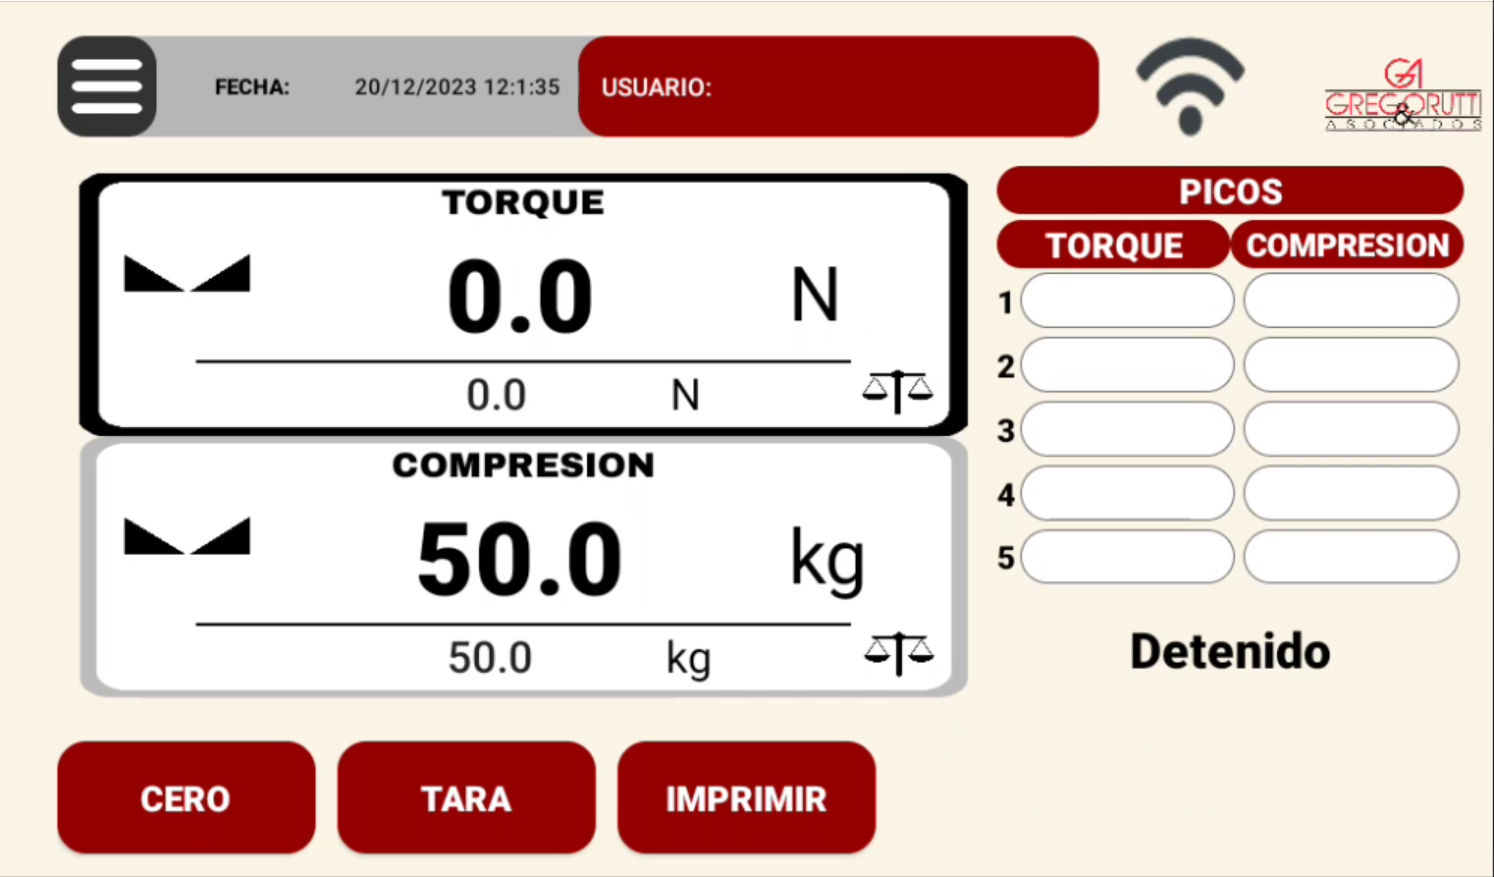 FECHA: 20/12/2023 12:1:35 USUARIO:
GA
GREGORUTTI
&
ASOCIADOS
TORQUE
0.0 N
0.0 N
COMPRESION
50.0 kg
50.0 kg
PICOS
TORQUE COMPRESION
1
2
3
4
5
Detenido
CERO TARA IMPRIMIR